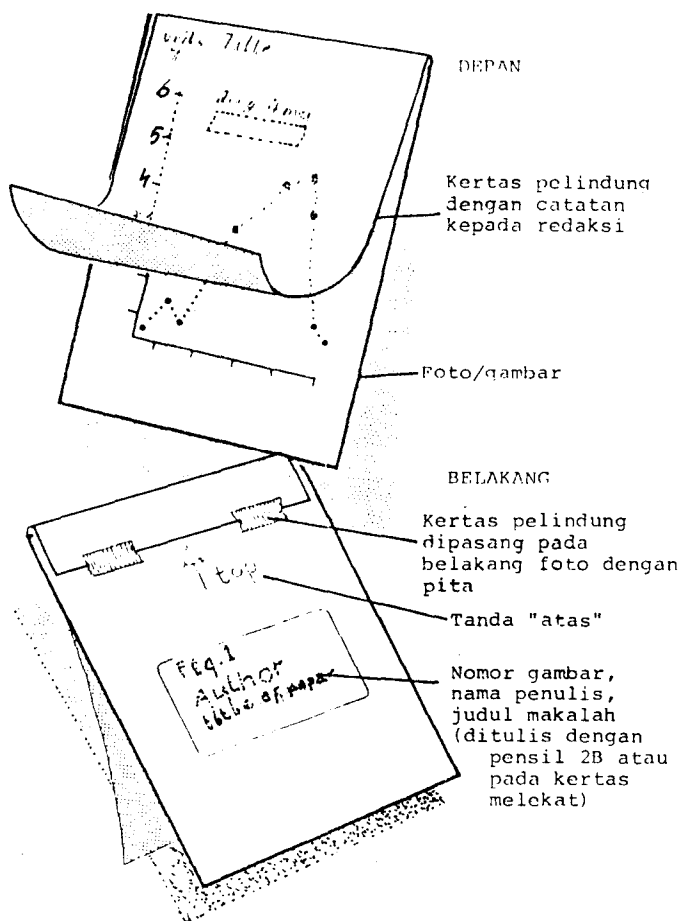 units Title
DEPAN
6
5
4
Kertas pelindung
dengan catatan
kepada redaksi
Foto/gambar
BELAKANG
Kertas pelindung
dipasang pada
belakang foto dengan
pita
top
Tanda "atas"
Fig.1
Author
title of paper
Nomor gambar,
nama penulis,
judul makalah
(ditulis dengan
pensil 2B atau
pada kertas
melekat)